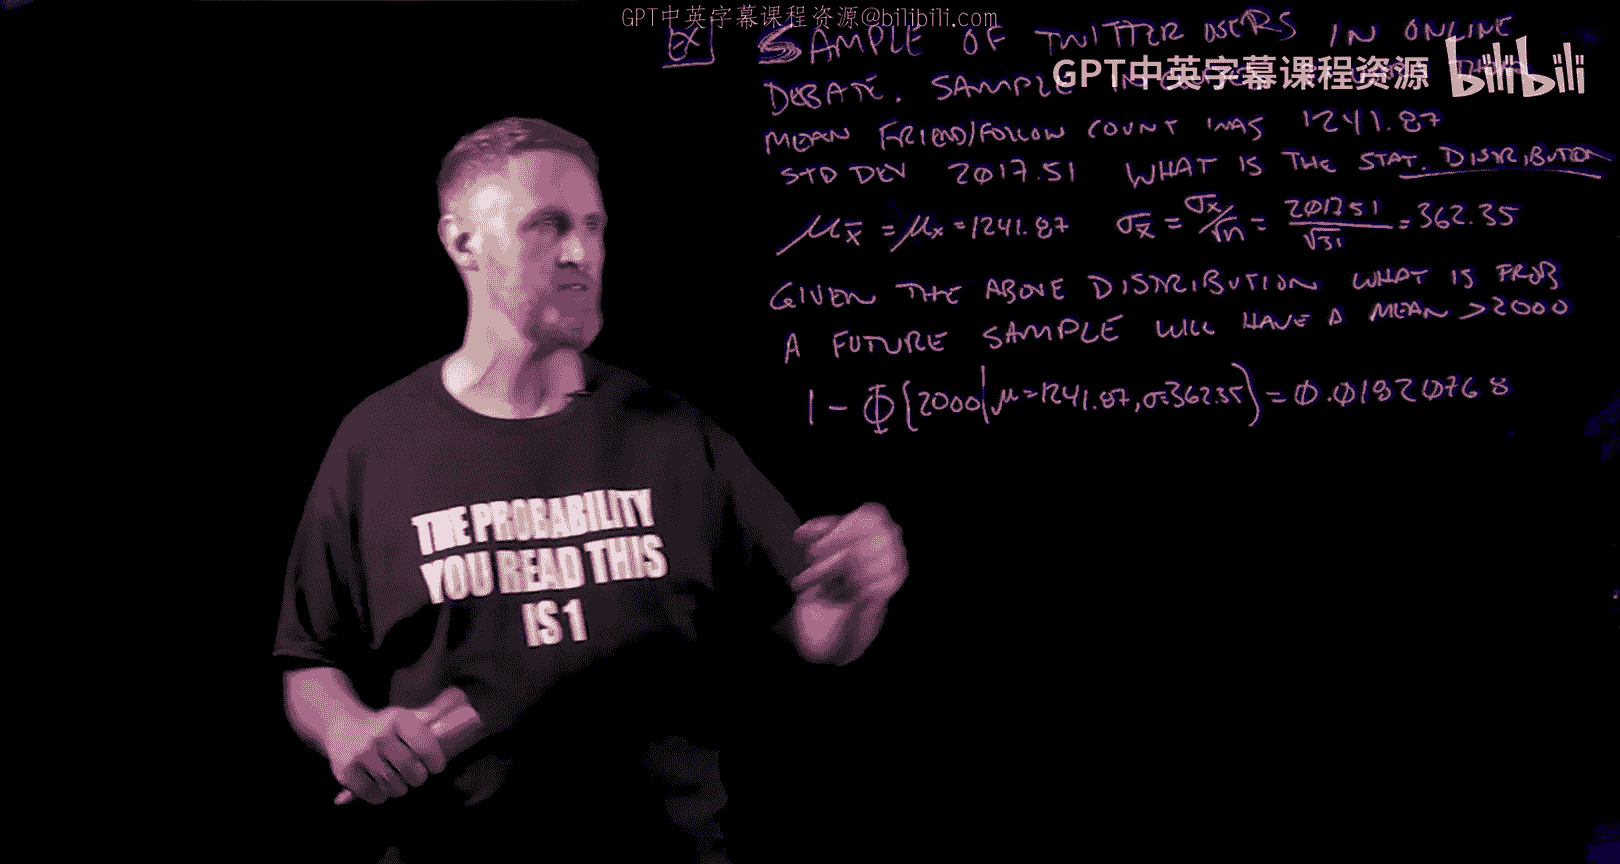 GPT中英字幕课程资源@bilibili.com
EX SAMPLE OF TWITTER USERS IN ONLINE
GPT中英字幕课程资源 bilibili
DEBATE. SAMPLE
MEAN FRIEND/FOLLOW COUNT WAS 1241.87
STD DEV 2017.51 WHAT IS THE STAT. DISTRIBUTION
μx̄ = μx = 1241.87 σx̄ = σx/√n = 201751/√31 = 362.35
GIVEN THE ABOVE DISTRIBUTION WHAT IS PROB
A FUTURE SAMPLE WILL HAVE A MEAN >2000
1 - Φ(2000|μ=1241.87, σ=362.35) = 0.01820768
THE PROBABILITY
YOU READ THIS
IS 1